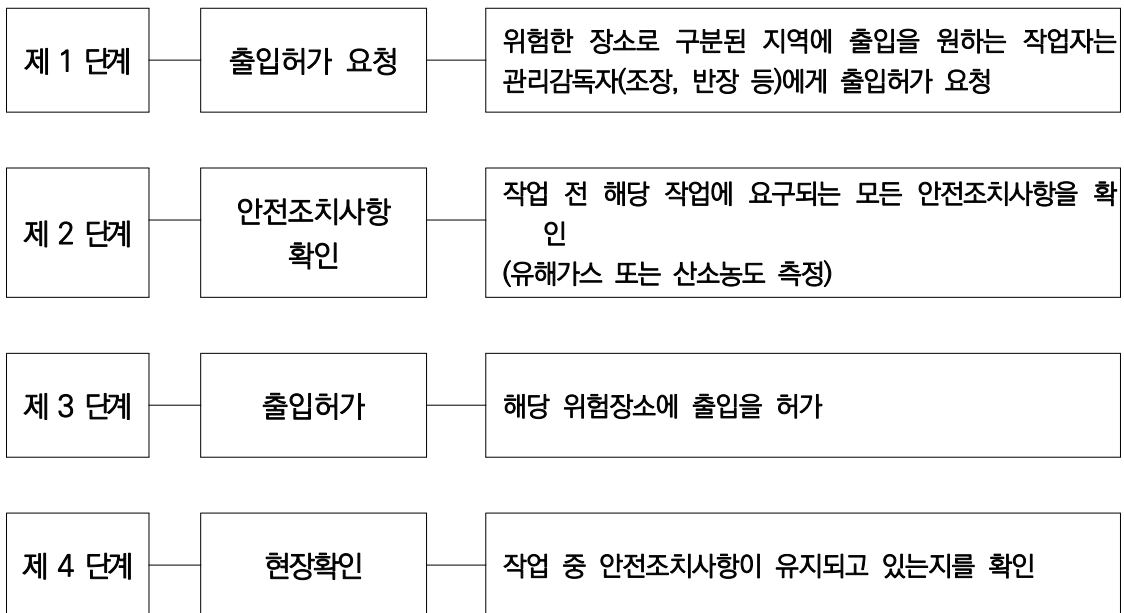 제 1 단계
출입허가 요청
위험한 장소로 구분된 지역에 출입을 원하는 작업자는
관리감독자(조장, 반장 등)에게 출입허가 요청
제 2 단계
안전조치사항
확인
작업 전 해당 작업에 요구되는 모든 안전조치사항을 확
인
(유해가스 또는 산소농도 측정)
제 3 단계
출입허가
해당 위험장소에 출입을 허가
제 4 단계
현장확인
작업 중 안전조치사항이 유지되고 있는지를 확인